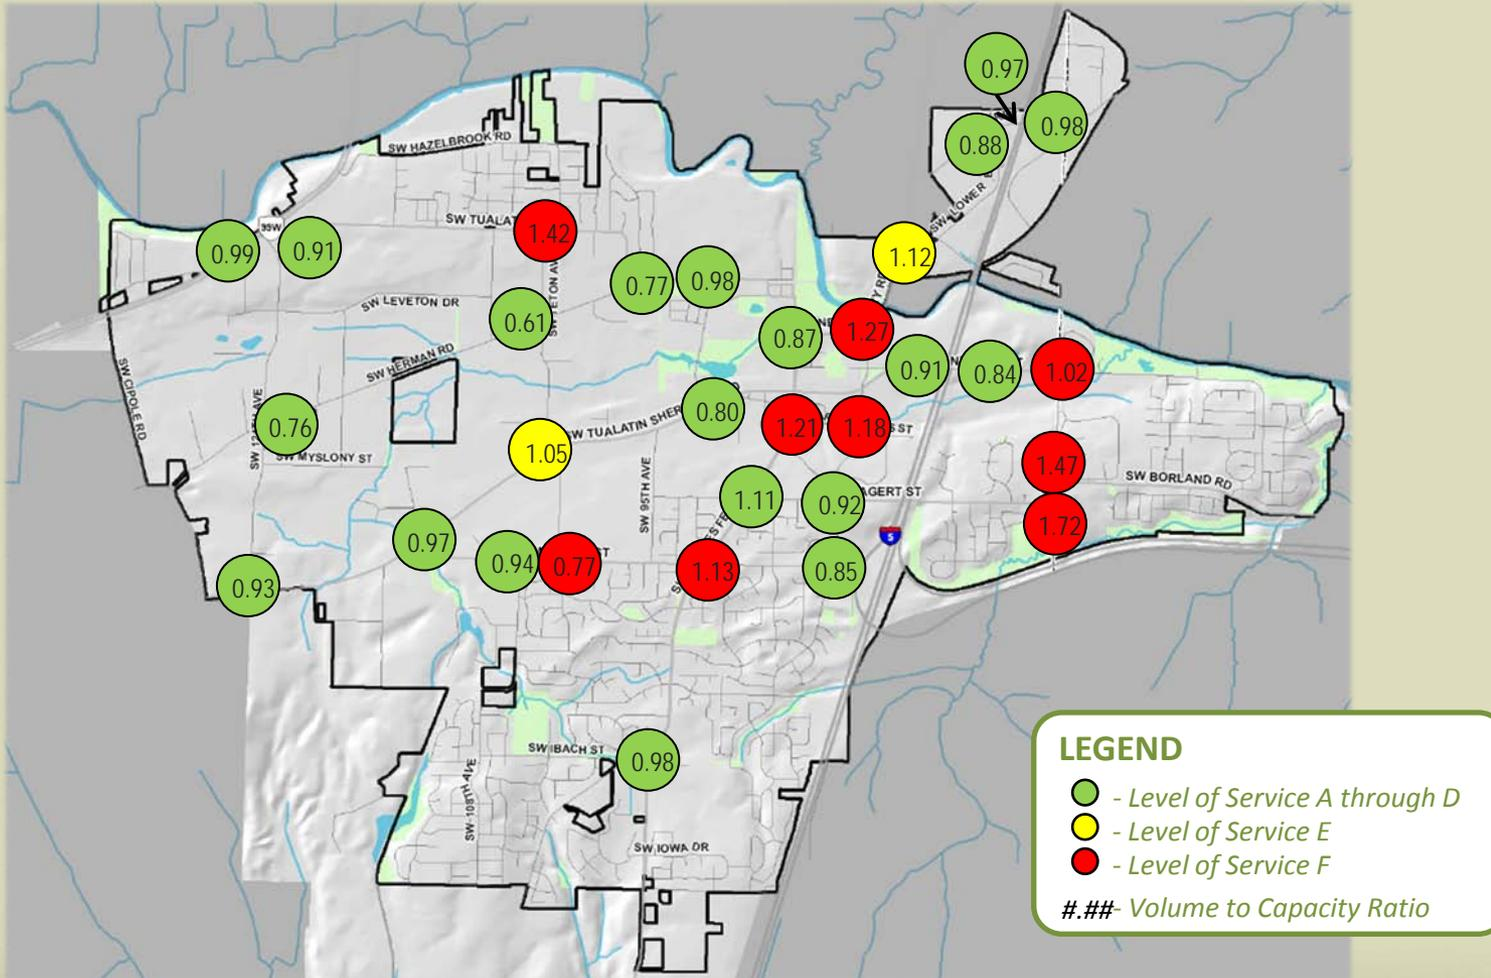 0.97
0.98
0.88
SW HAZELBROOK RD
SW LOWER
SW TUALAT
1.42
99W
0.99
0.91
1.12
0.77
0.98
SW LEVETON DR
0.61
0.87
1.27
SW HERMAN RD
0.91
0.84
1.02
SW CIPOLE RD
0.76
SW MYSLONY ST
0.80
SW TUALATIN SHER
1.21
1.18
S ST
1.05
1.47
SW BORLAND RD
SW 95TH AVE
1.11
0.92
AGERT ST
1.72
5
0.97
0.94
0.77
ST
1.13
0.85
0.93
SW IBACH ST
0.98
SW 108TH AVE
SW IOWA DR
LEGEND
- Level of Service A through D
- Level of Service E
- Level of Service F
#.##- Volume to Capacity Ratio